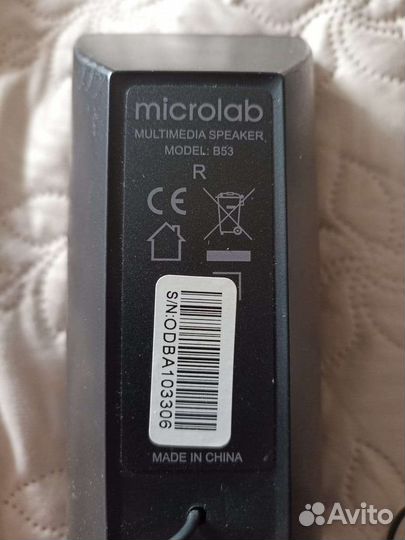 microlab
MULTIMEDIA SPEAKER
MODEL: B53
R
CE
S/N:ODBA103306
MADE IN CHINA
Avito